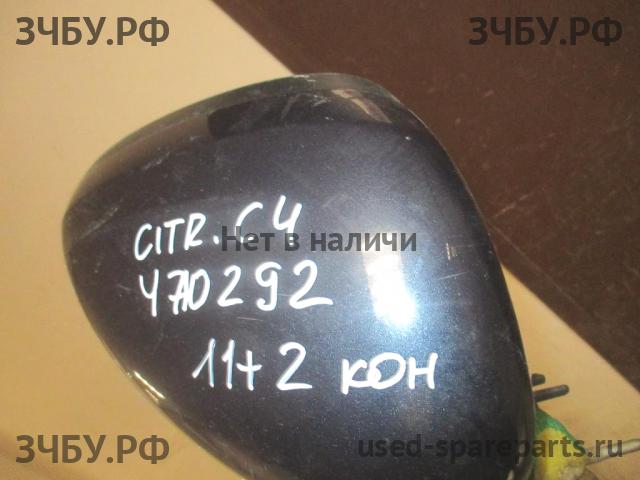 ЗЧБУ.РФ ЗЧБУ.РФ
CITR. C4
Нет в наличи
470292
11+2 КОН
ЗЧБУ.РФ used-spareparts.ru